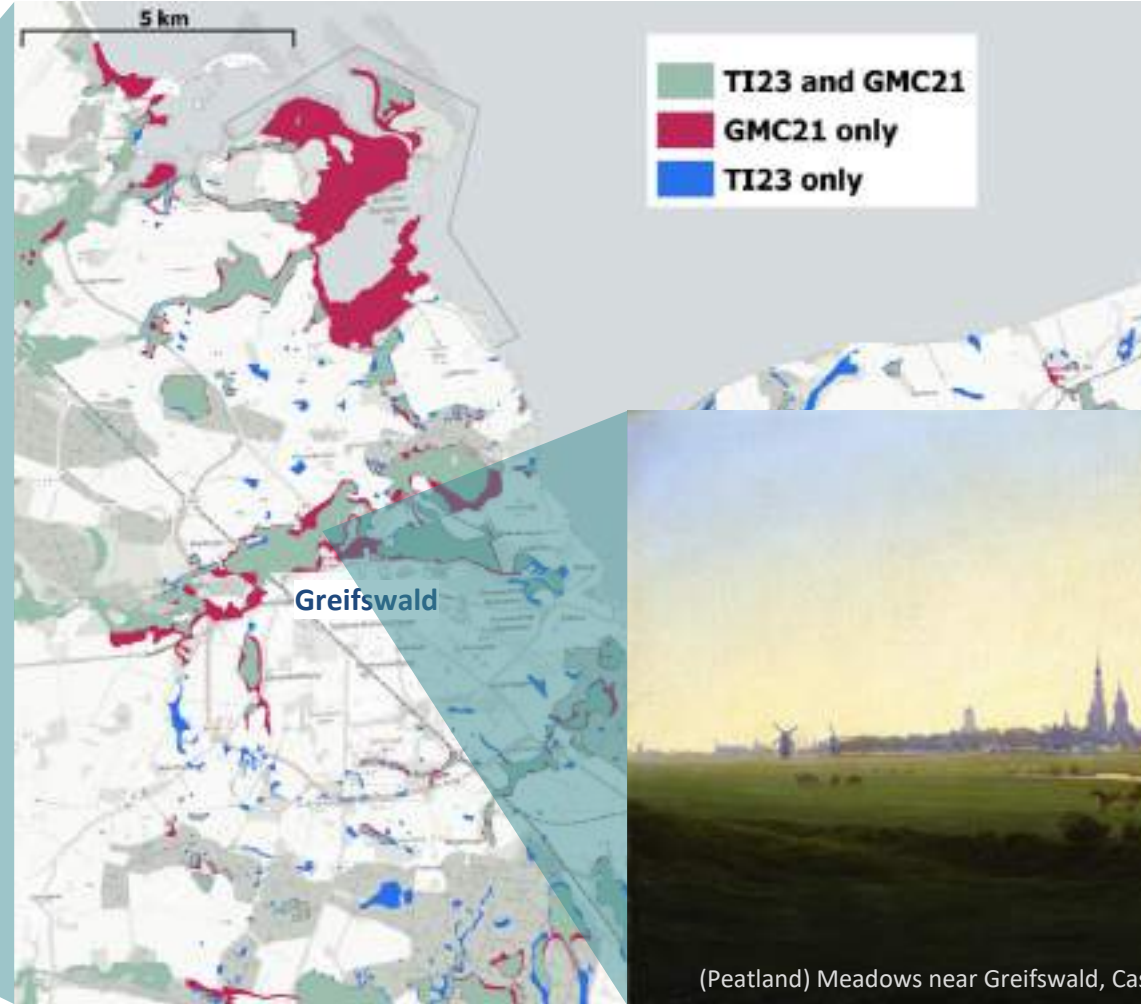 5 km
TI23 and GMC21
GMC21 only
TI23 only
Greifswald
(Peatland) Meadows near Greifswald, Cas